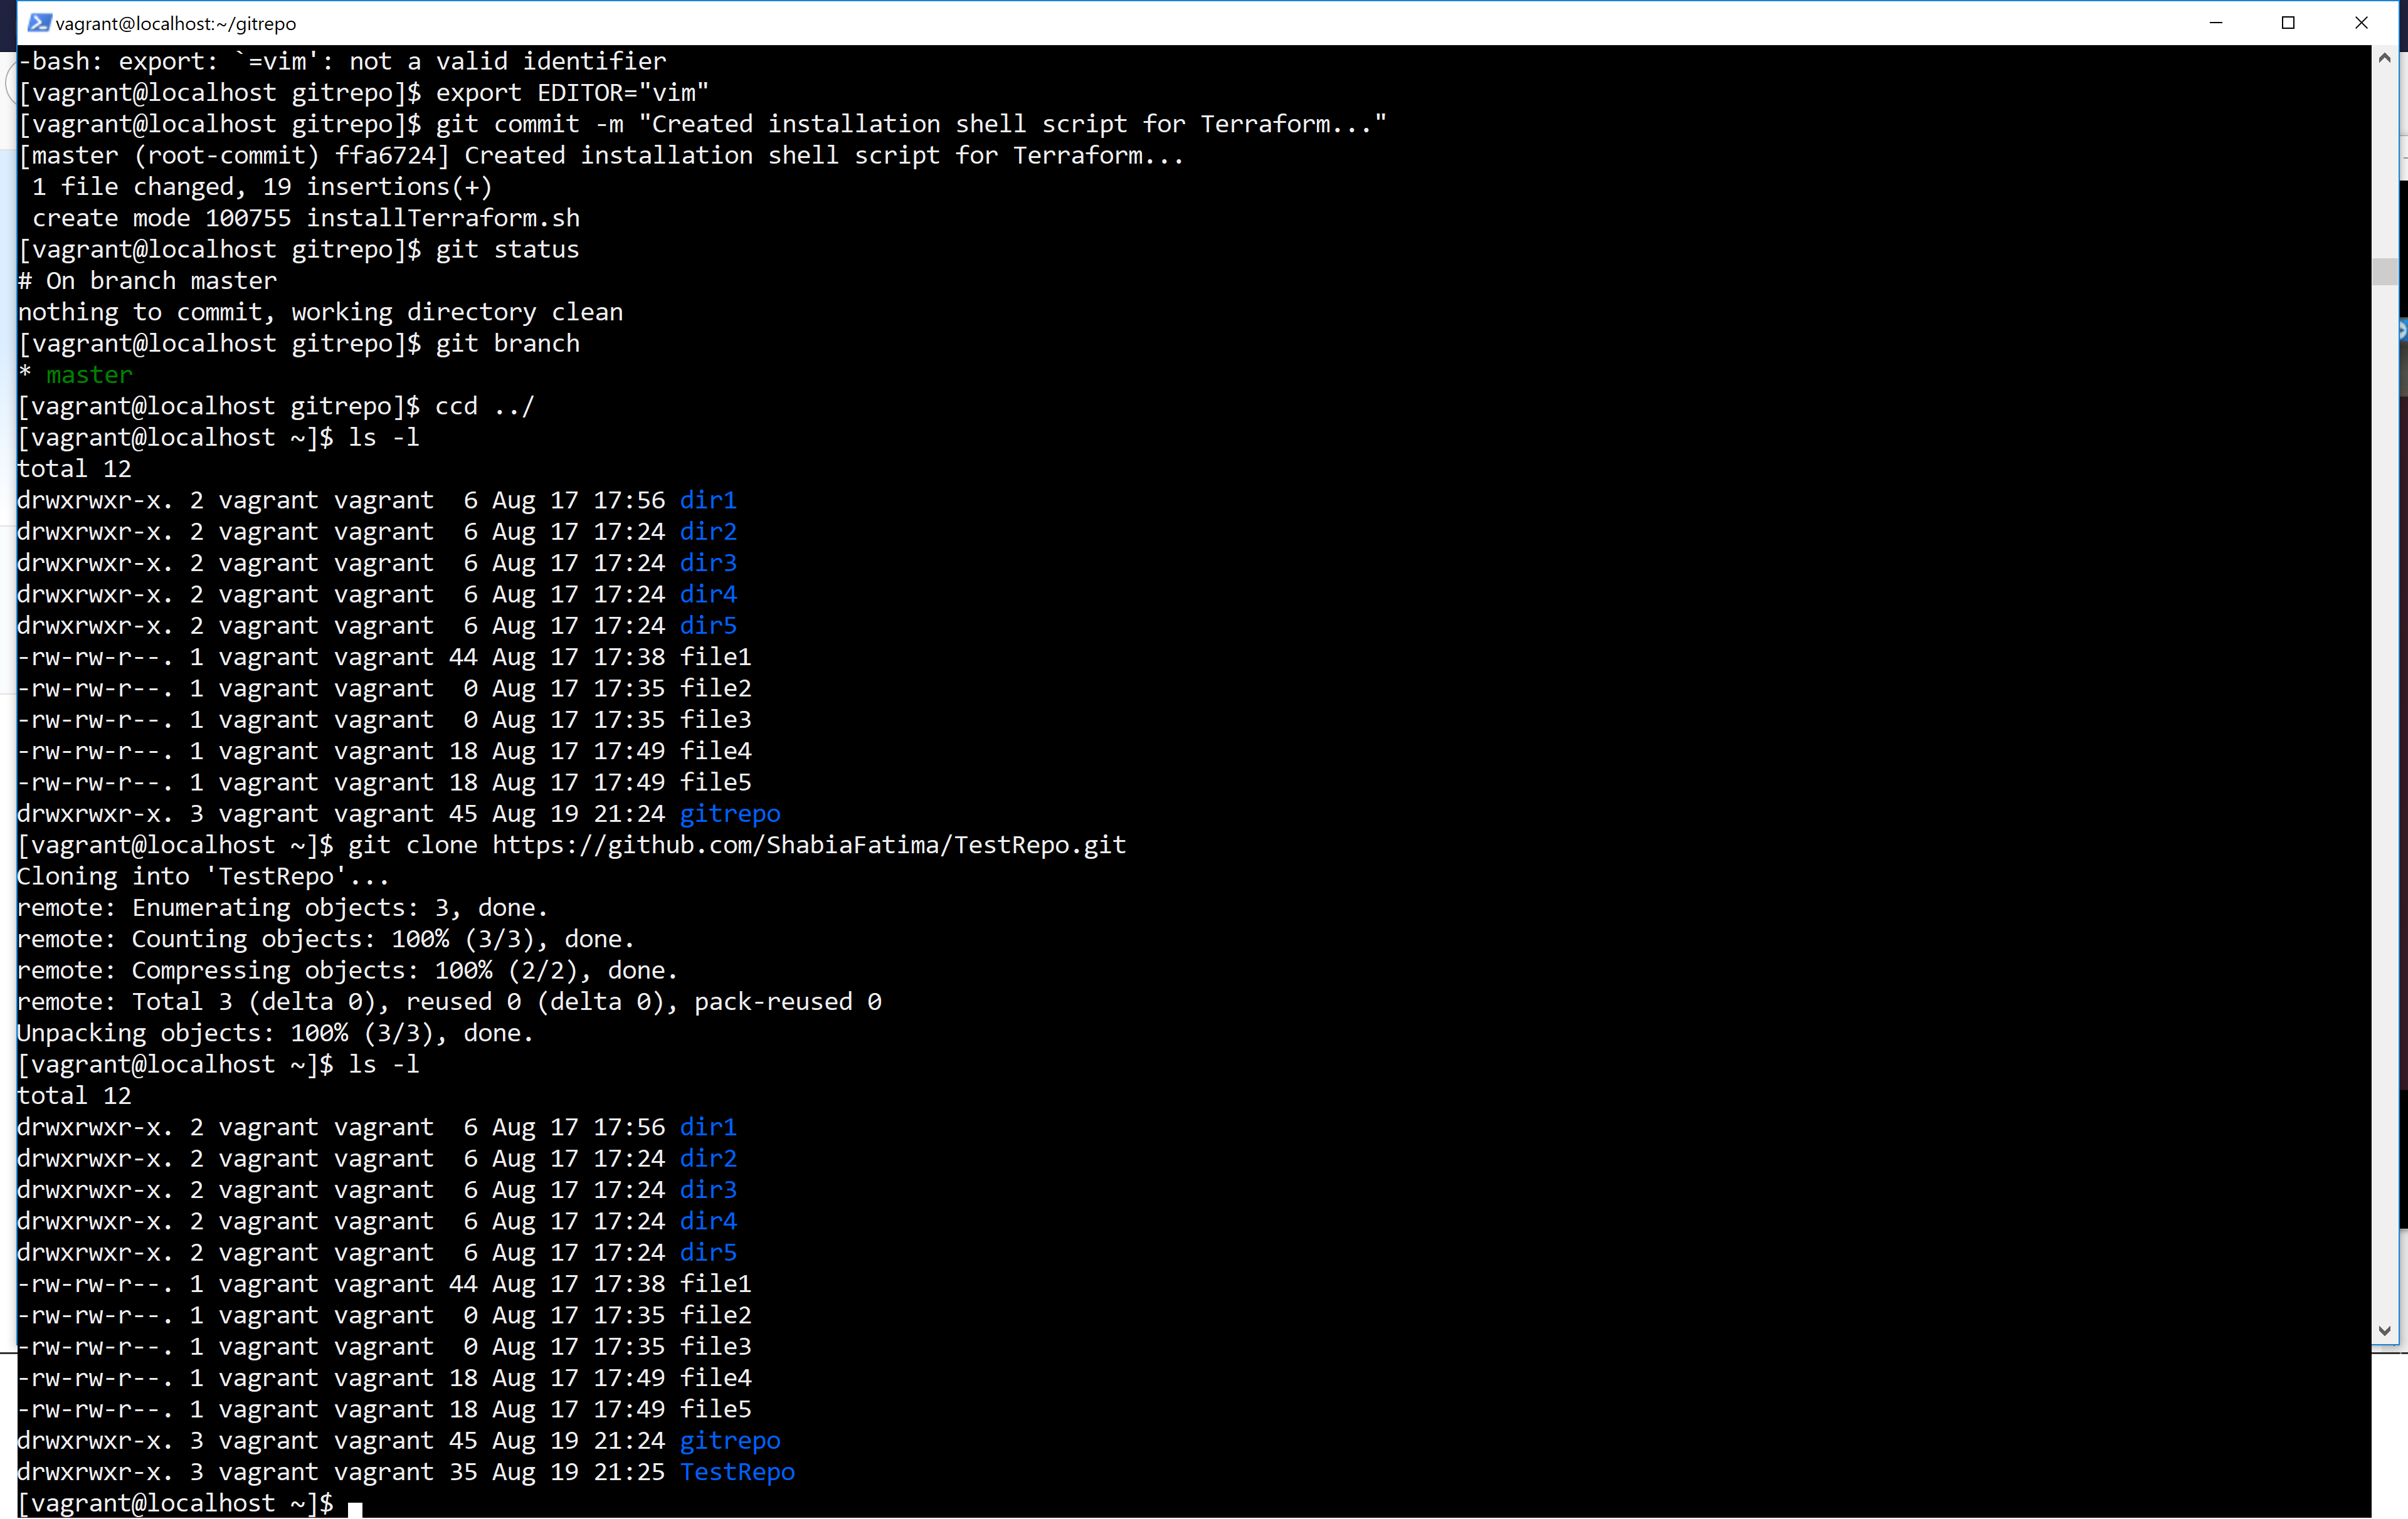 vagrant@localhost:~/gitrepo
-bash: export: `=vim': not a valid identifier
[vagrant@localhost gitrepo]$ export EDITOR="vim"
[vagrant@localhost gitrepo]$ git commit -m "Created installation shell script for Terraform..."
[master (root-commit) ffa6724] Created installation shell script for Terraform...
 1 file changed, 19 insertions(+)
 create mode 100755 installTerraform.sh
[vagrant@localhost gitrepo]$ git status
# On branch master
nothing to commit, working directory clean
[vagrant@localhost gitrepo]$ git branch
* master
[vagrant@localhost gitrepo]$ ccd ../
[vagrant@localhost ~]$ ls -l
total 12
drwxrwxr-x. 2 vagrant vagrant  6 Aug 17 17:56 dir1
drwxrwxr-x. 2 vagrant vagrant  6 Aug 17 17:24 dir2
drwxrwxr-x. 2 vagrant vagrant  6 Aug 17 17:24 dir3
drwxrwxr-x. 2 vagrant vagrant  6 Aug 17 17:24 dir4
drwxrwxr-x. 2 vagrant vagrant  6 Aug 17 17:24 dir5
-rw-rw-r--. 1 vagrant vagrant 44 Aug 17 17:38 file1
-rw-rw-r--. 1 vagrant vagrant  0 Aug 17 17:35 file2
-rw-rw-r--. 1 vagrant vagrant  0 Aug 17 17:35 file3
-rw-rw-r--. 1 vagrant vagrant 18 Aug 17 17:49 file4
-rw-rw-r--. 1 vagrant vagrant 18 Aug 17 17:49 file5
drwxrwxr-x. 3 vagrant vagrant 45 Aug 19 21:24 gitrepo
[vagrant@localhost ~]$ git clone https://github.com/ShabiaFatima/TestRepo.git
Cloning into 'TestRepo'...
remote: Enumerating objects: 3, done.
remote: Counting objects: 100% (3/3), done.
remote: Compressing objects: 100% (2/2), done.
remote: Total 3 (delta 0), reused 0 (delta 0), pack-reused 0
Unpacking objects: 100% (3/3), done.
[vagrant@localhost ~]$ ls -l
total 12
drwxrwxr-x. 2 vagrant vagrant  6 Aug 17 17:56 dir1
drwxrwxr-x. 2 vagrant vagrant  6 Aug 17 17:24 dir2
drwxrwxr-x. 2 vagrant vagrant  6 Aug 17 17:24 dir3
drwxrwxr-x. 2 vagrant vagrant  6 Aug 17 17:24 dir4
drwxrwxr-x. 2 vagrant vagrant  6 Aug 17 17:24 dir5
-rw-rw-r--. 1 vagrant vagrant 44 Aug 17 17:38 file1
-rw-rw-r--. 1 vagrant vagrant  0 Aug 17 17:35 file2
-rw-rw-r--. 1 vagrant vagrant  0 Aug 17 17:35 file3
-rw-rw-r--. 1 vagrant vagrant 18 Aug 17 17:49 file4
-rw-rw-r--. 1 vagrant vagrant 18 Aug 17 17:49 file5
drwxrwxr-x. 3 vagrant vagrant 45 Aug 19 21:24 gitrepo
drwxrwxr-x. 3 vagrant vagrant 35 Aug 19 21:25 TestRepo
[vagrant@localhost ~]$